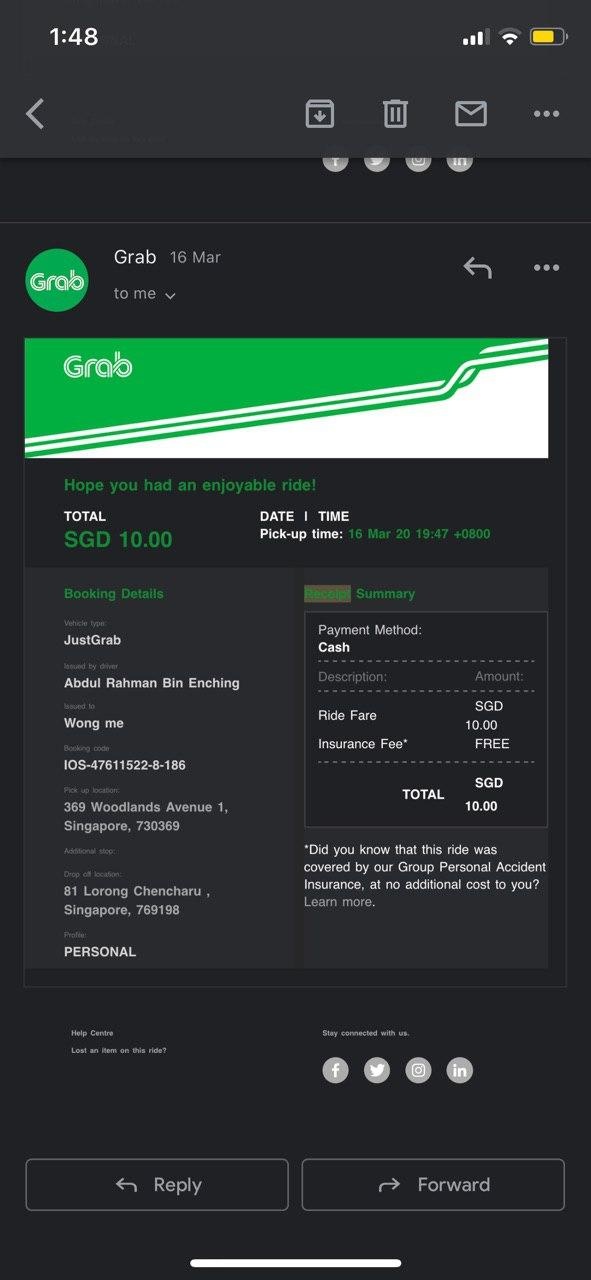 1:48
Grab 16 Mar
to me
Grab
Grab
Hope you had an enjoyable ride!
TOTAL
SGD 10.00
DATE | TIME
Pick-up time: 16 Mar 20 19:47 +0800
Booking Details
Vehicle type:
JustGrab
Issued by driver
Abdul Rahman Bin Enching
Issued to
Wong me
Booking code
IOS-47611522-8-186
Pick up location:
369 Woodlands Avenue 1,
Singapore, 730369
Additional stop:
Drop off location:
81 Lorong Chencharu ,
Singapore, 769198
Profile:
PERSONAL
Receipt Summary
Payment Method:
Cash
Description: Amount:
Ride Fare SGD
10.00
Insurance Fee* FREE
TOTAL SGD
10.00
*Did you know that this ride was
covered by our Group Personal Accident
Insurance, at no additional cost to you?
Learn more.
Help Centre
Lost an item on this ride?
Stay connected with us.
Reply
Forward